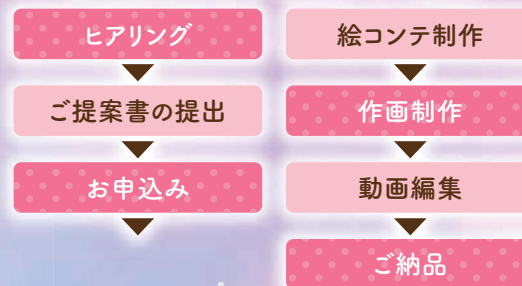 ヒアリング
ご提案書の提出
お申込み
絵コンテ制作
作画制作
動画編集
ご納品